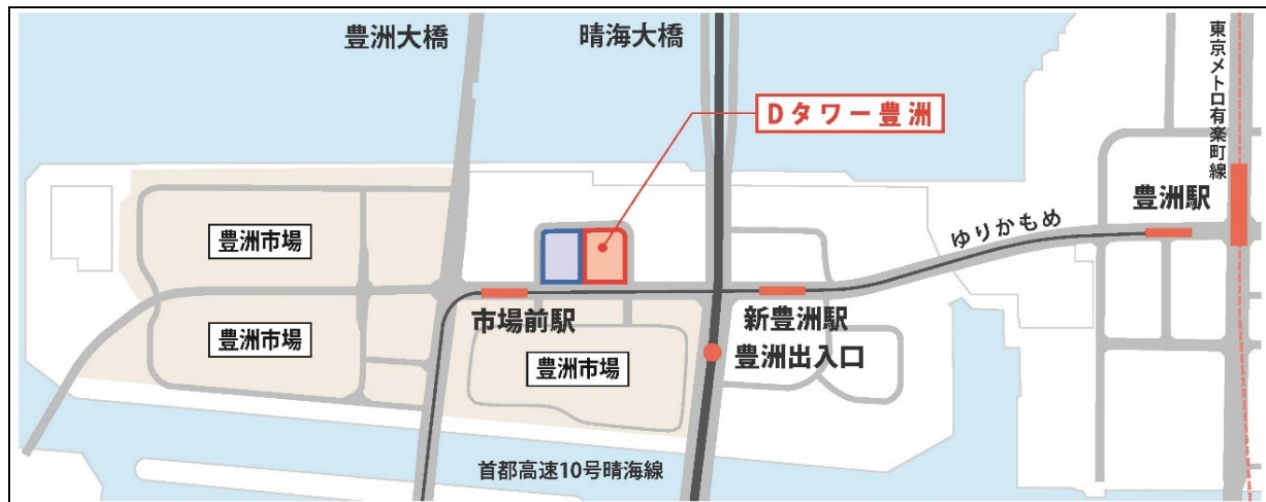 豊洲大橋
晴海大橋
東京メトロ有楽町線
Dタワー豊洲
豊洲駅
ゆりかもめ
豊洲市場
市場前駅
新豊洲駅
豊洲市場
豊洲市場
豊洲出入口
首都高速10号晴海線